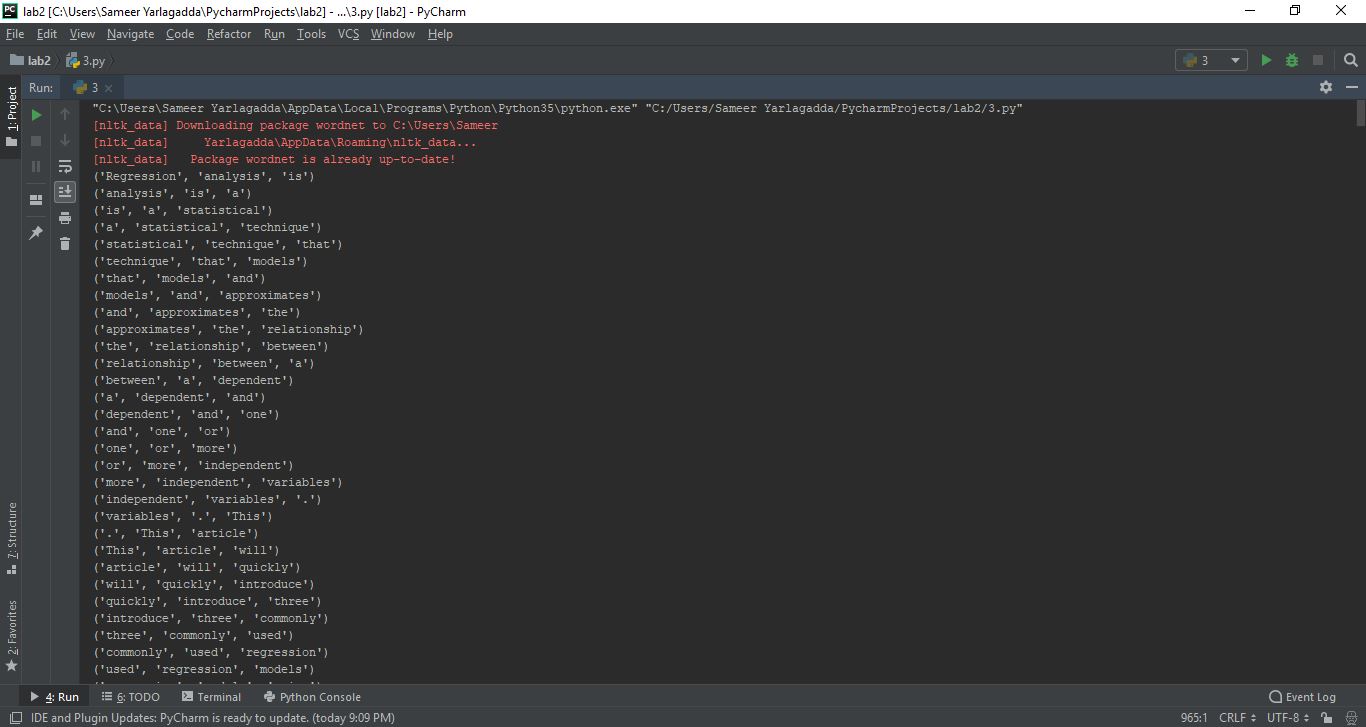 PC lab2 [C:\Users\Sameer Yarlagadda\PycharmProjects\lab2] - ...\3.py [lab2] - PyCharm
File Edit View Navigate Code Refactor Run Tools VCS Window Help
lab2 3.py 3
Run: 3
1: Project
"C:\Users\Sameer Yarlagadda\AppData\Local\Programs\Python\Python35\python.exe" "C:/Users/Sameer Yarlagadda/PycharmProjects/lab2/3.py"
[nltk_data] Downloading package wordnet to C:\Users\Sameer
[nltk_data]     Yarlagadda\AppData\Roaming\nltk_data...
[nltk_data]   Package wordnet is already up-to-date!
('Regression', 'analysis', 'is')
('analysis', 'is', 'a')
('is', 'a', 'statistical')
('a', 'statistical', 'technique')
('statistical', 'technique', 'that')
('technique', 'that', 'models')
('that', 'models', 'and')
('models', 'and', 'approximates')
('and', 'approximates', 'the')
('approximates', 'the', 'relationship')
('the', 'relationship', 'between')
('relationship', 'between', 'a')
('between', 'a', 'dependent')
('a', 'dependent', 'and')
('dependent', 'and', 'one')
('and', 'one', 'or')
('one', 'or', 'more')
('or', 'more', 'independent')
('more', 'independent', 'variables')
('independent', 'variables', '.')
('variables', '.', 'This')
('.', 'This', 'article')
('This', 'article', 'will')
('article', 'will', 'quickly')
('will', 'quickly', 'introduce')
('quickly', 'introduce', 'three')
('introduce', 'three', 'commonly')
('three', 'commonly', 'used')
('commonly', 'used', 'regression')
('used', 'regression', 'models')
7: Structure
2: Favorites
4: Run 6: TODO Terminal Python Console Event Log
IDE and Plugin Updates: PyCharm is ready to update. (today 9:09 PM) 965:1 CRLF UTF-8